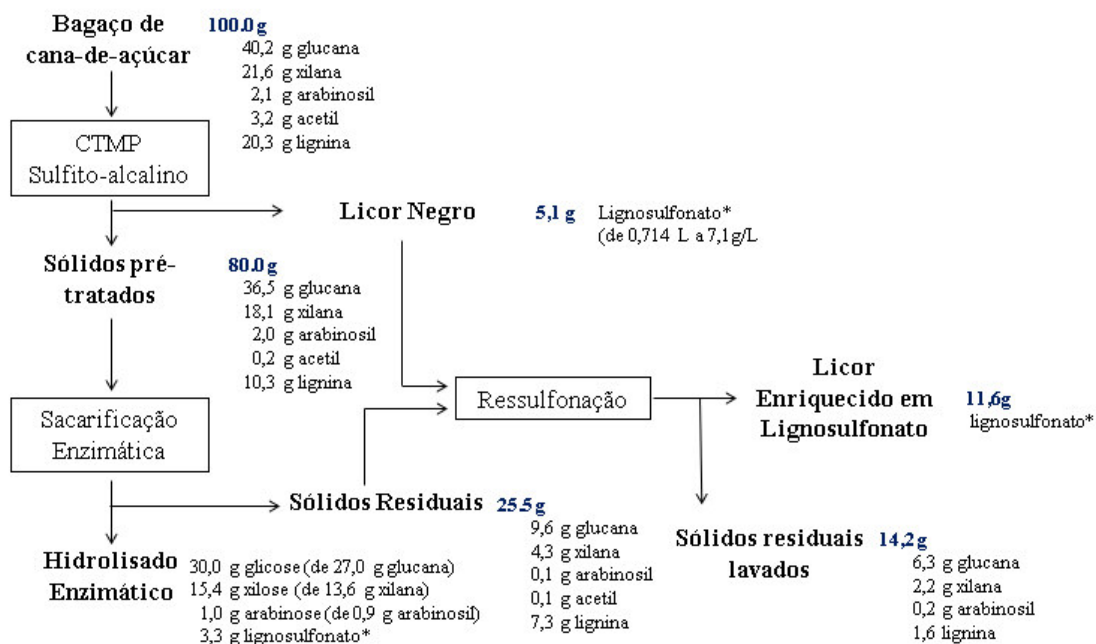 Bagaço de
cana-de-açúcar
100.0 g
40,2 g glucana
21,6 g xilana
2,1 g arabinosil
3,2 g acetil
20,3 g lignina
CTMP
Sulfito-alcalino
Licor Negro
5,1 g
Lignosulfonato*
(de 0,714 L a 7,1g/L
Sólidos pré-
tratados
80.0 g
36,5 g glucana
18,1 g xilana
2,0 g arabinosil
0,2 g acetil
10,3 g lignina
Ressulfonação
Licor
Enriquecido em
Lignosulfonato
11,6g
lignosulfonato*
Sacarificação
Enzimática
Sólidos Residuais
25.5 g
9,6 g glucana
4,3 g xilana
0,1 g arabinosil
0,1 g acetil
7,3 g lignina
Sólidos residuais
lavados
14,2g
6,3 g glucana
2,2 g xilana
0,2 g arabinosil
1,6 g lignina
Hidrolisado
Enzimático
30,0 g glicose (de 27,0 g glucana)
15,4 g xilose (de 13,6 g xilana)
1,0 g arabinose (de 0,9 g arabinosil)
3,3 g lignosulfonato*